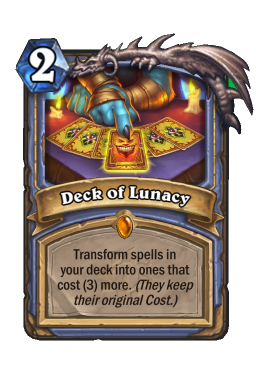 2
Deck of Lunacy
Transform spells in
your deck into ones that
cost (3) more. (They keep
their original Cost.)